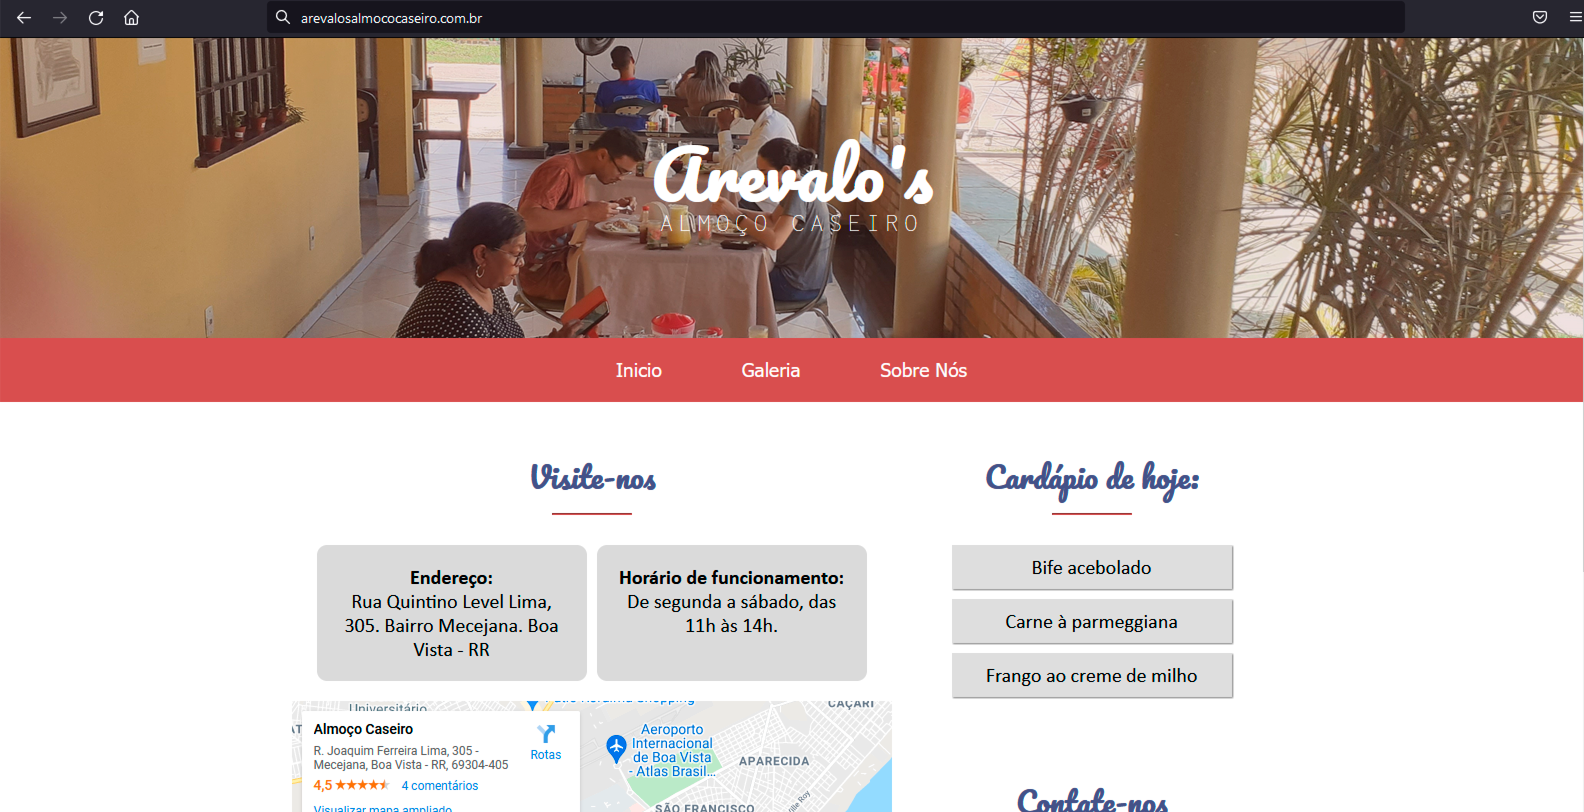 arevalosalmococaseiro.com.br
Arevalo's
ALMOÇO CASEIRO
Inicio
Galeria
Sobre Nós
Visite-nos
Endereço:
Rua Quintino Level Lima,
305. Bairro Mecejana. Boa
Vista - RR
Horário de funcionamento:
De segunda a sábado, das
11h às 14h.
Universitário
CAÇARI
Almoço Caseiro
R. Joaquim Ferreira Lima, 305 -
Mecejana, Boa Vista - RR, 69304-405
4,5
4 comentários
Visualizar mapa ampliado
Rotas
Aeroporto
Internacional
de Boa Vista
- Atlas Brasil...
APARECIDA
SÃO FRANCISCO
Cardápio de hoje:
Bife acebolado
Carne à parmeggiana
Frango ao creme de milho
Contate-nos